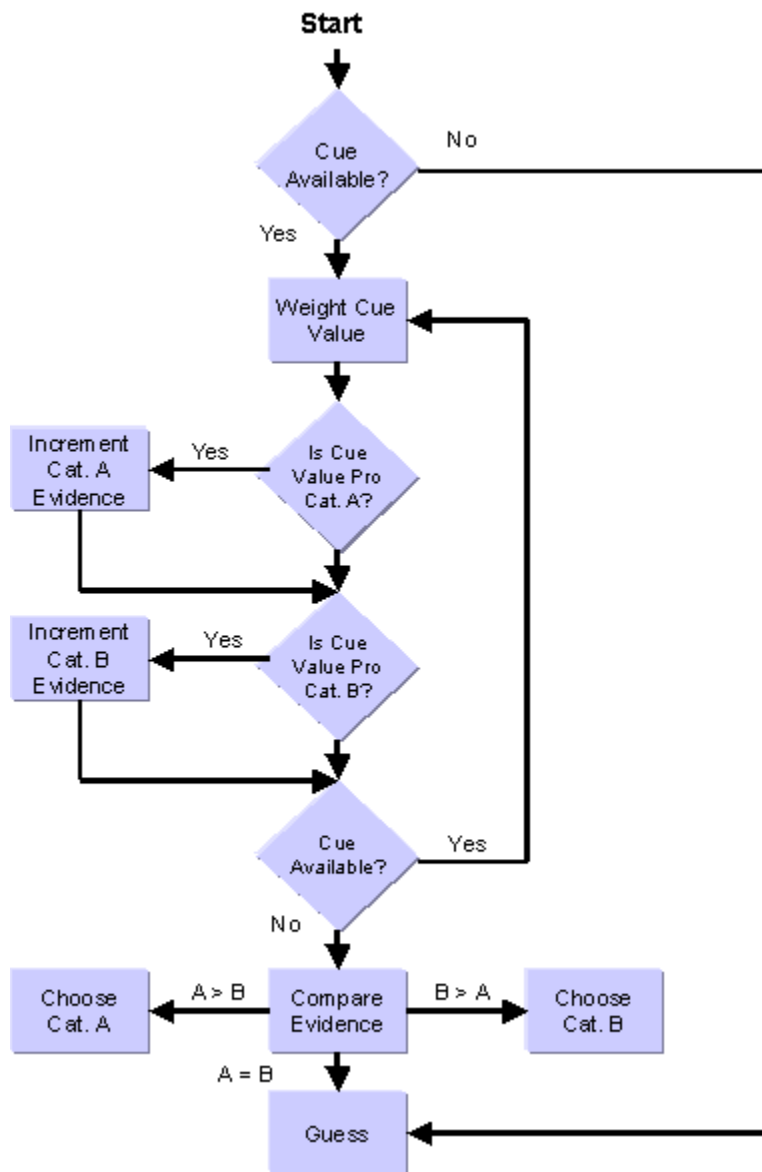 Start
Cue
Available?
No
Yes
Weight Cue
Value
Increment
Cat. A
Evidence
Yes
Is Cue
Value Pro
Cat. A?
Increment
Cat. B
Evidence
Yes
Is Cue
Value Pro
Cat. B?
Cue
Available?
Yes
No
Choose
Cat. A
A > B
Compare
Evidence
B > A
Choose
Cat. B
A = B
Guess